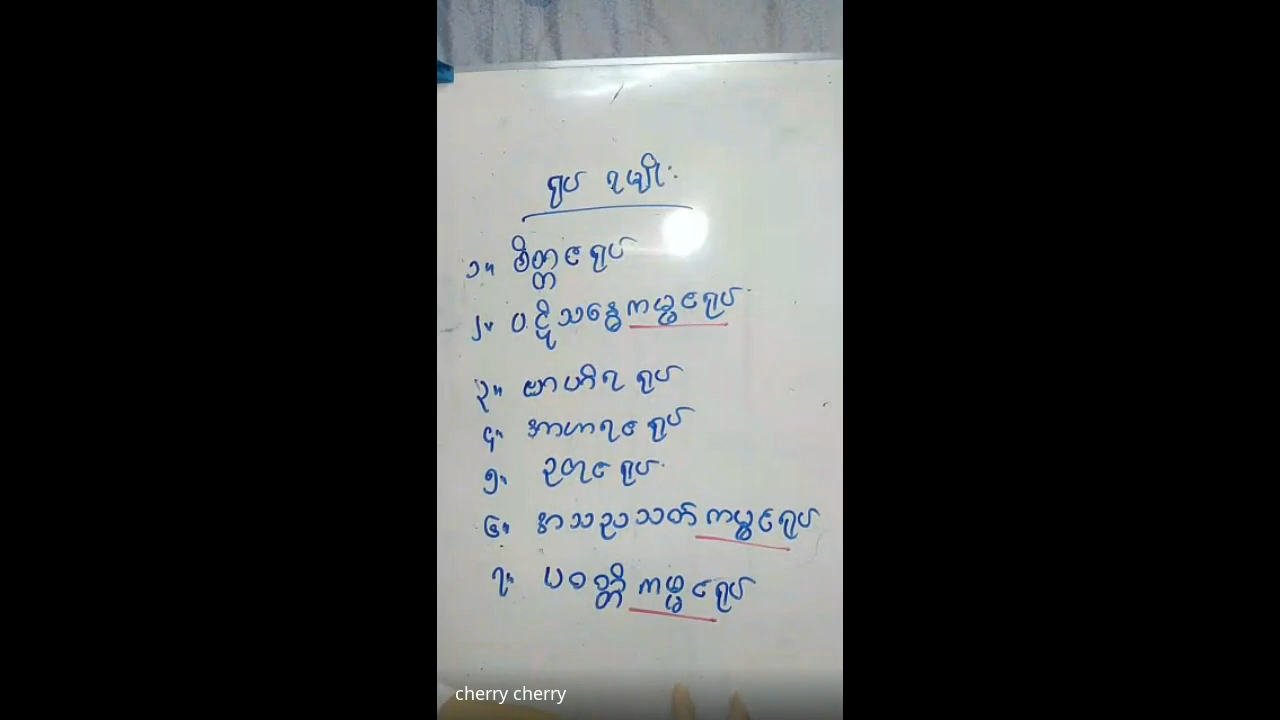 ရုပ် ၇ မျိုး
၁။ စိတ္တဇရုပ်
၂။ ပဋိသန္ဓေကမ္မဇရုပ်
၃။ ဗာဟိရ ရုပ်
၄။ အာဟာရဇ ရုပ်
၅။ ဥတုဇ ရုပ်
၆။ အသညသတ် ကမ္မဇရုပ်
၇။ ပဝတ္တိ ကမ္မဇရုပ်
cherry cherry